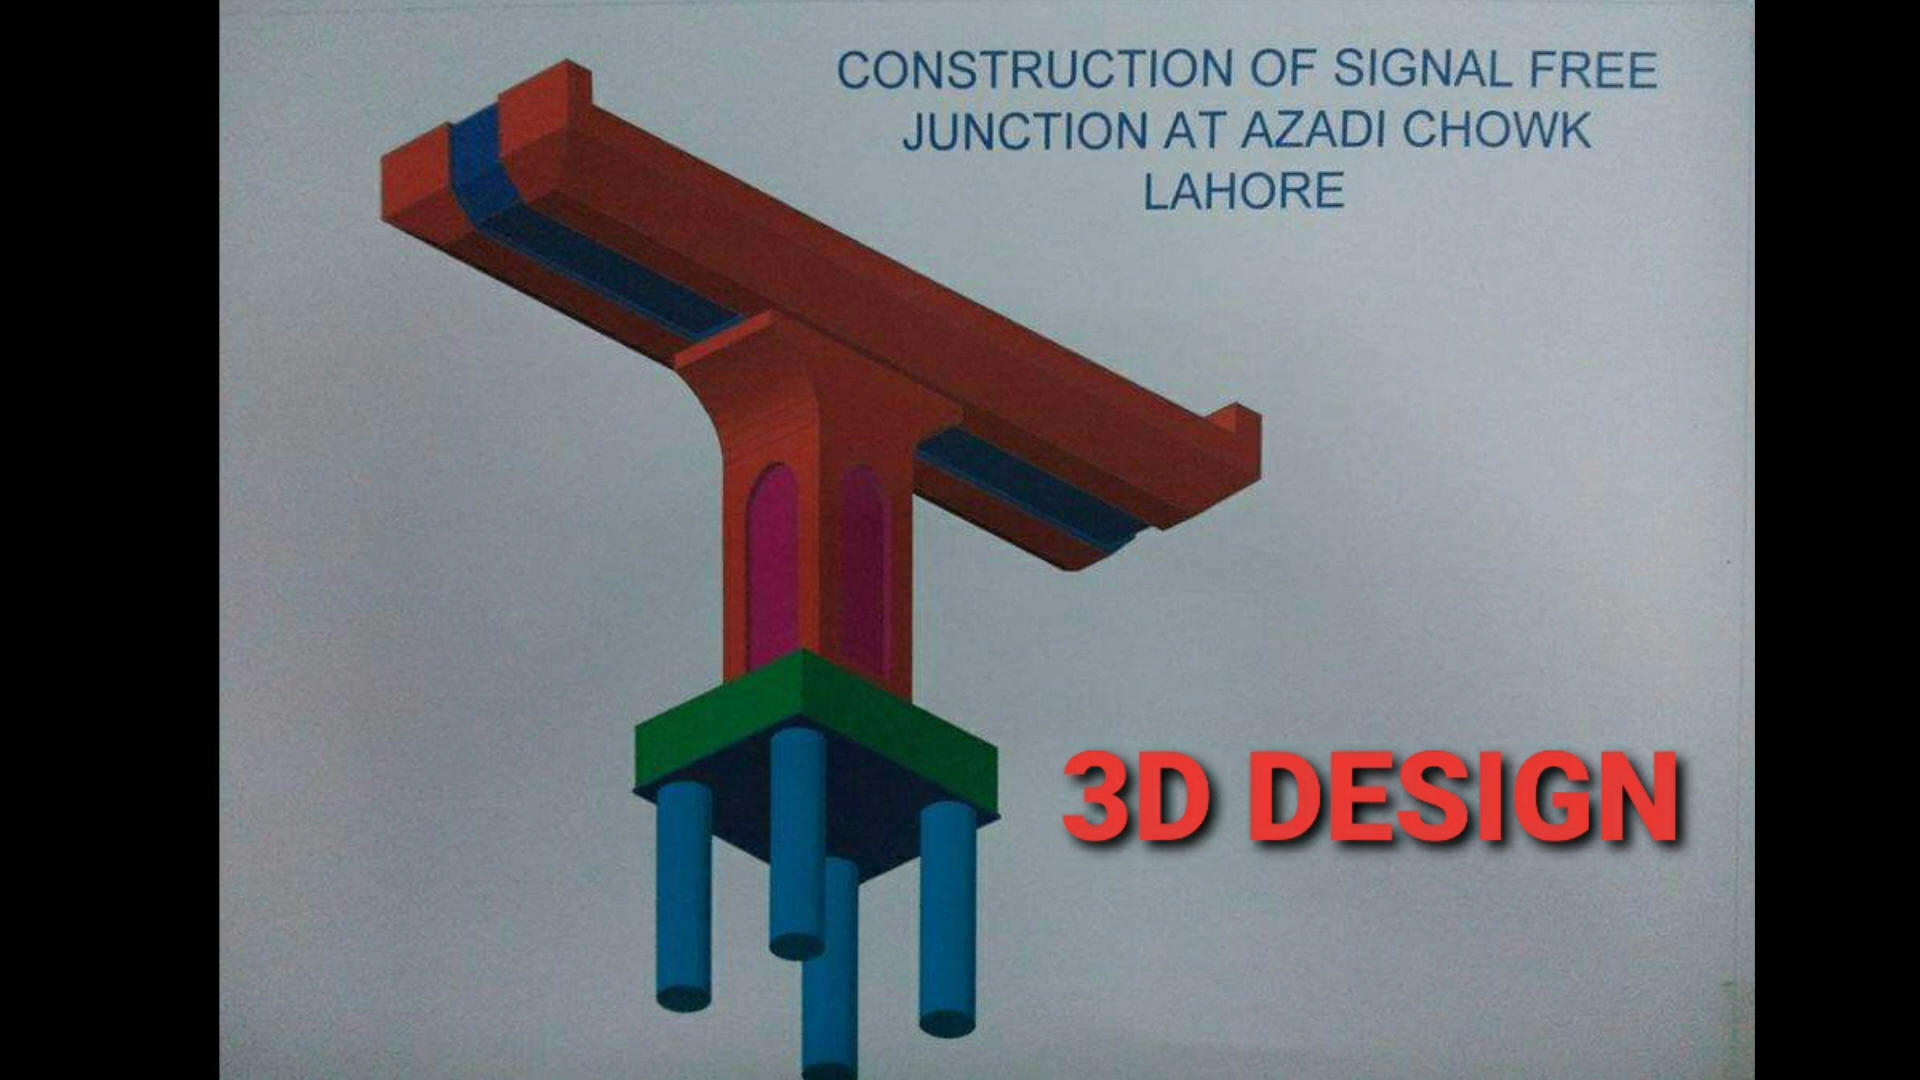 CONSTRUCTION OF SIGNAL FREE
JUNCTION AT AZADI CHOWK
LAHORE
3D DESIGN